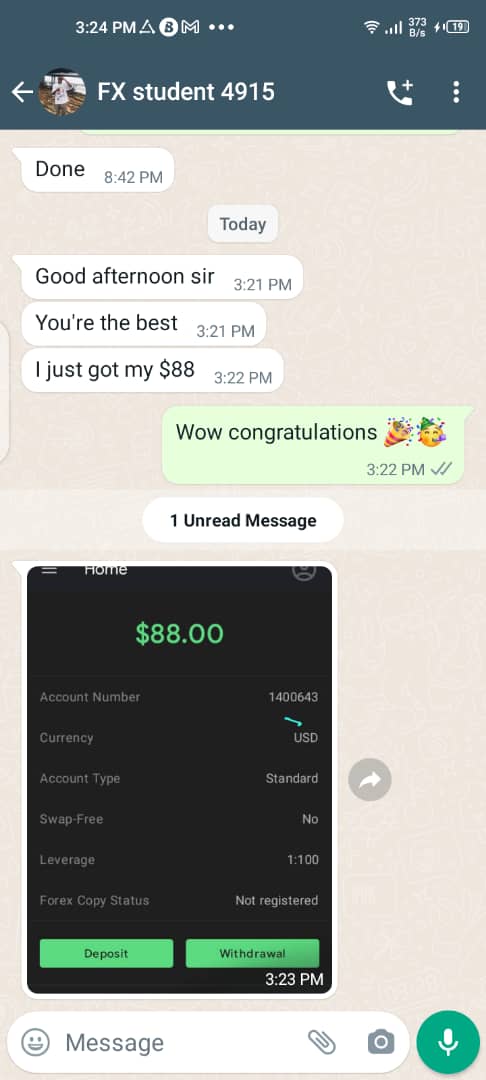 3:24 PM
373 B/s
19
FX student 4915
Done
8:42 PM
Today
Good afternoon sir
3:21 PM
You're the best
3:21 PM
I just got my $88
3:22 PM
Wow congratulations 🎉🥳
3:22 PM
1 Unread Message
Home
$88.00
Account Number 1400643
Currency USD
Account Type Standard
Swap-Free No
Leverage 1:100
Forex Copy Status Not registered
Deposit Withdrawal
3:23 PM
Message